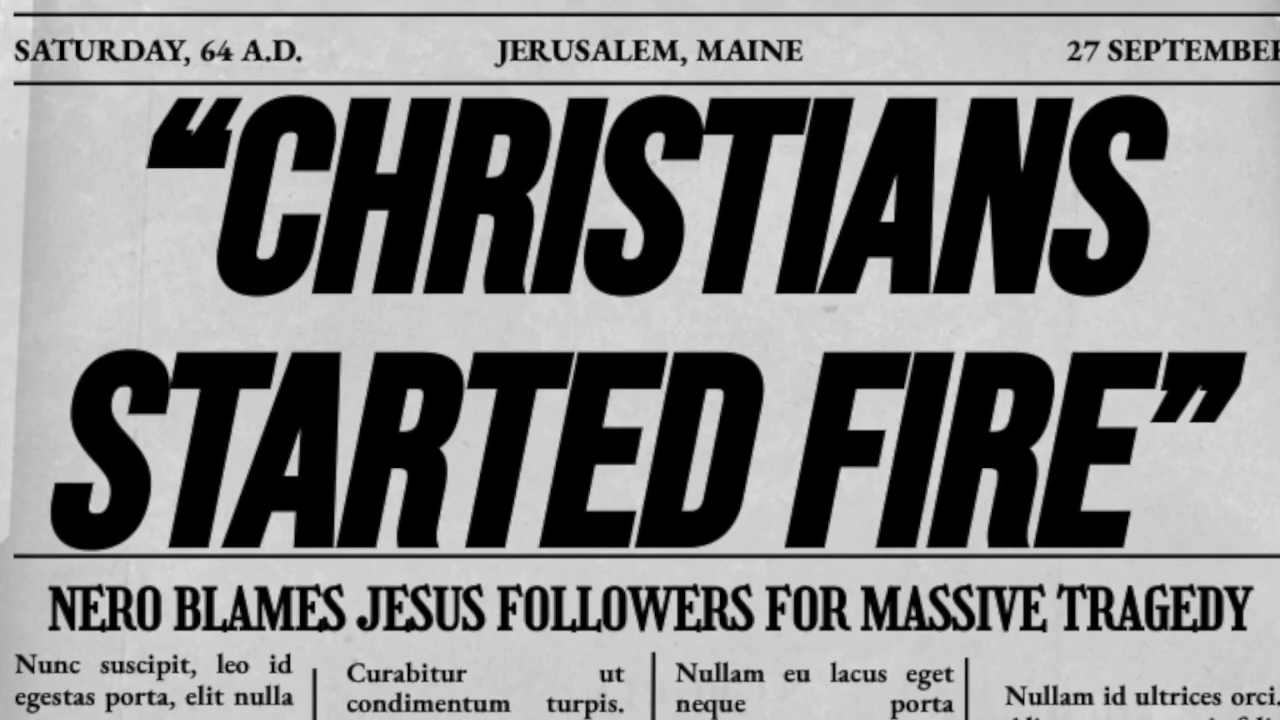 SATURDAY, 64 A.D. JERUSALEM, MAINE 27 SEPTEMBER
“CHRISTIANS
STARTED FIRE”
NERO BLAMES JESUS FOLLOWERS FOR MASSIVE TRAGEDY
Nunc suscipit, leo id
egestas porta, elit nulla
Curabitur ut
condimentum turpis.
Nullam eu lacus eget
neque porta
Nullam id ultrices orci.